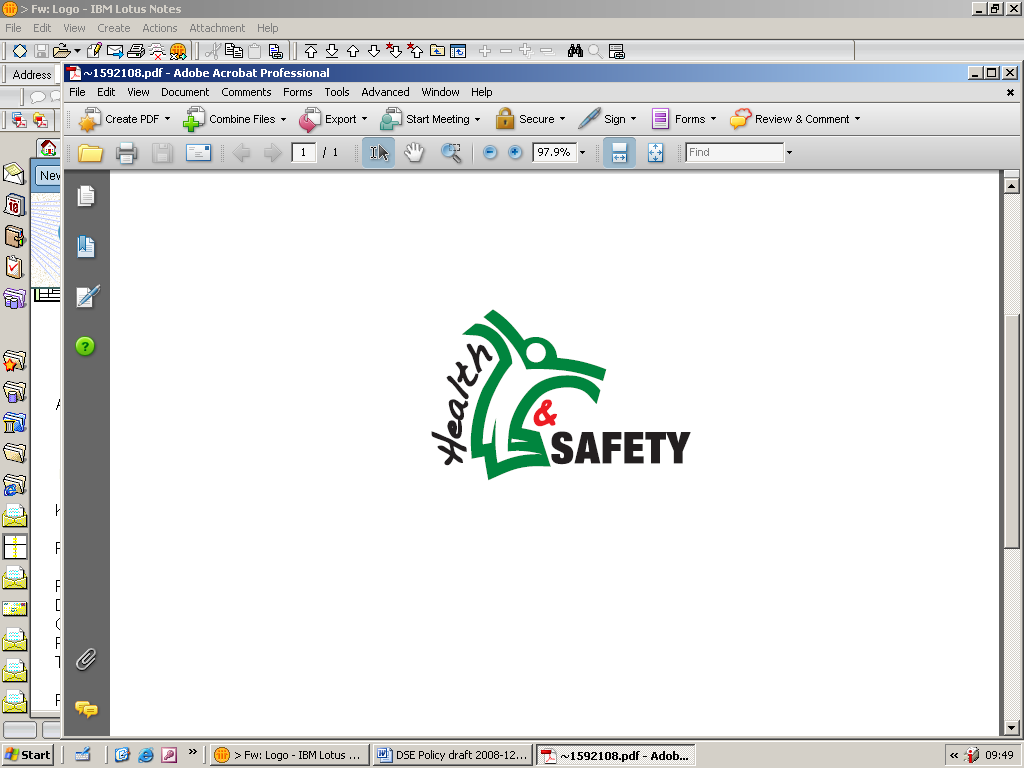 > Fw: Logo - IBM Lotus Notes
File Edit View Create Actions Attachment Help
Address
~1592108.pdf - Adobe Acrobat Professional
File Edit View Document Comments Forms Tools Advanced Window Help
Create PDF Combine Files Export Start Meeting Secure Sign Forms Review & Comment
1 / 1 97.9% Find
New
18
Health
&
SAFETY
Start » > Fw: Logo - IBM Lotus ... DSE Policy draft 2008-12... ~1592108.pdf - Adob... « 09:49